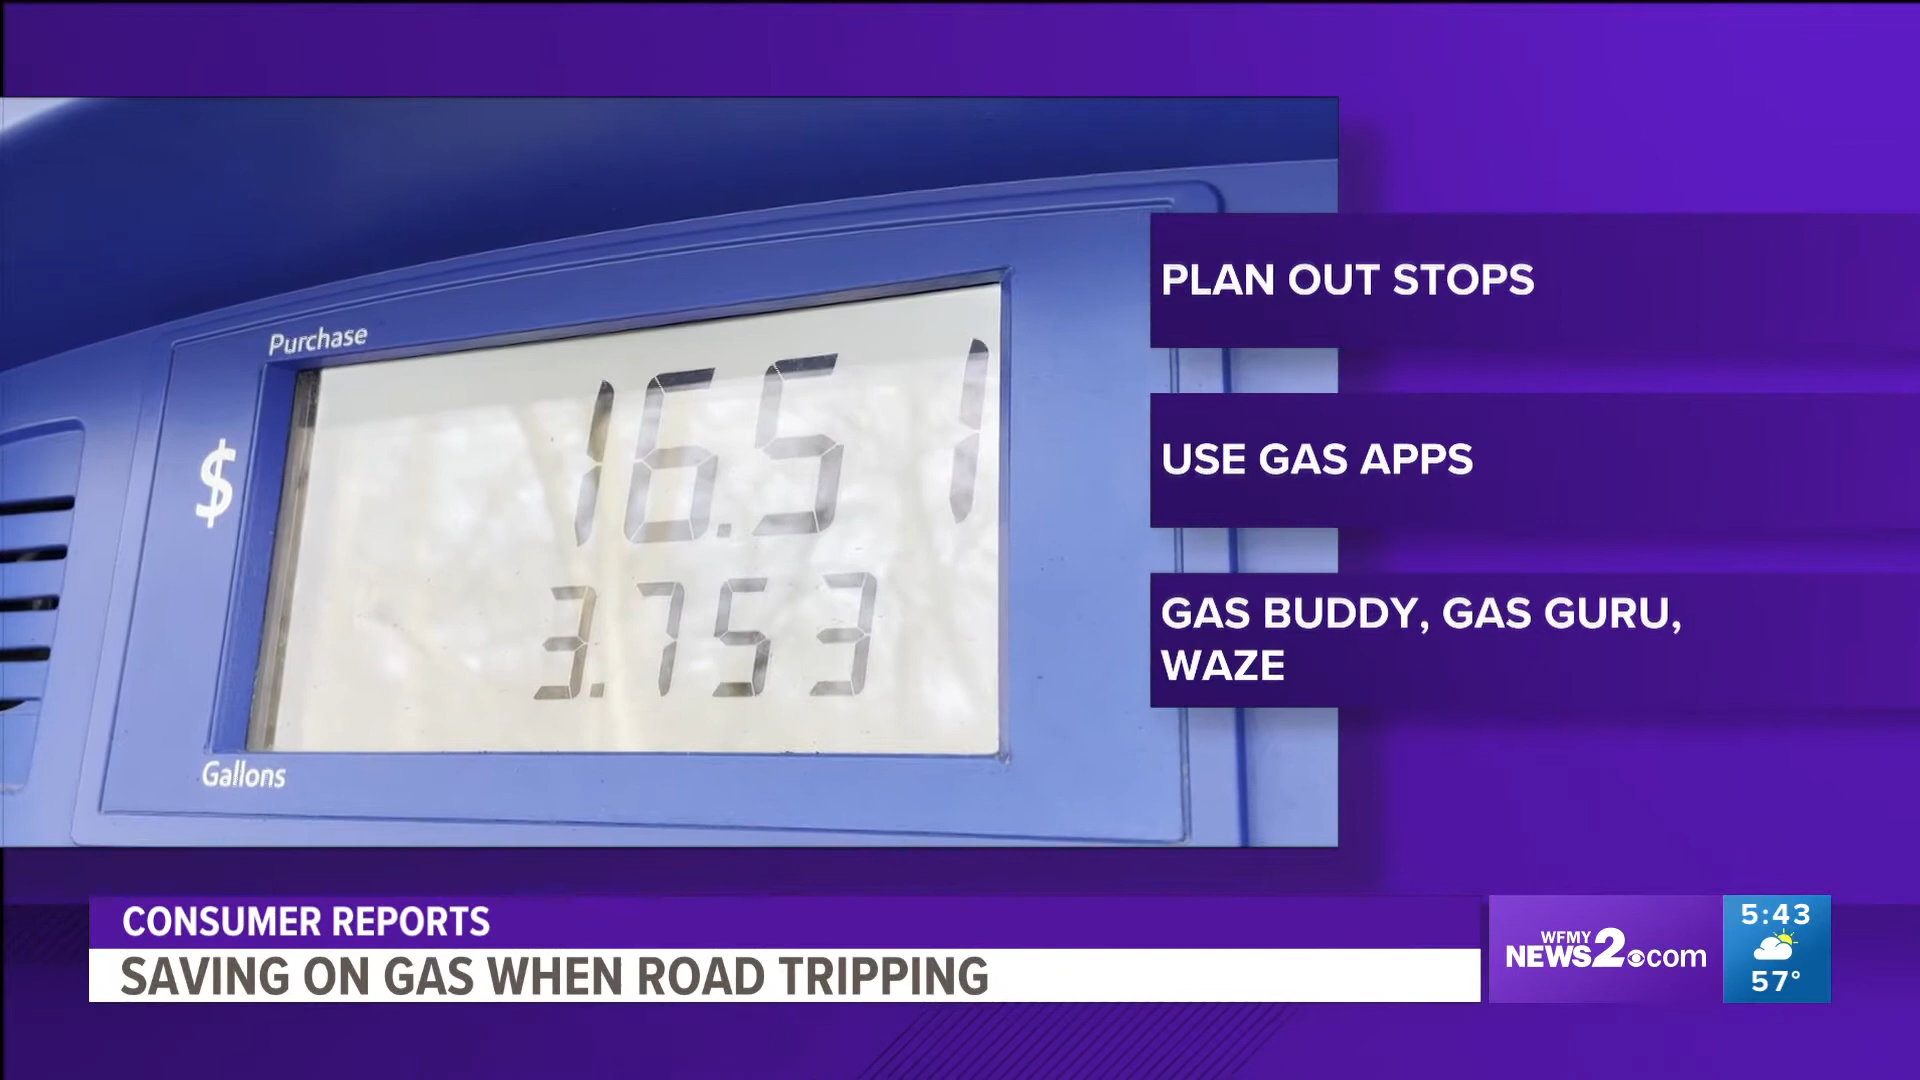 Purchase
$
16.51
3.753
Gallons
PLAN OUT STOPS
USE GAS APPS
GAS BUDDY, GAS GURU,
WAZE
CONSUMER REPORTS
SAVING ON GAS WHEN ROAD TRIPPING
WFMY
NEWS2.com
5:43
57°